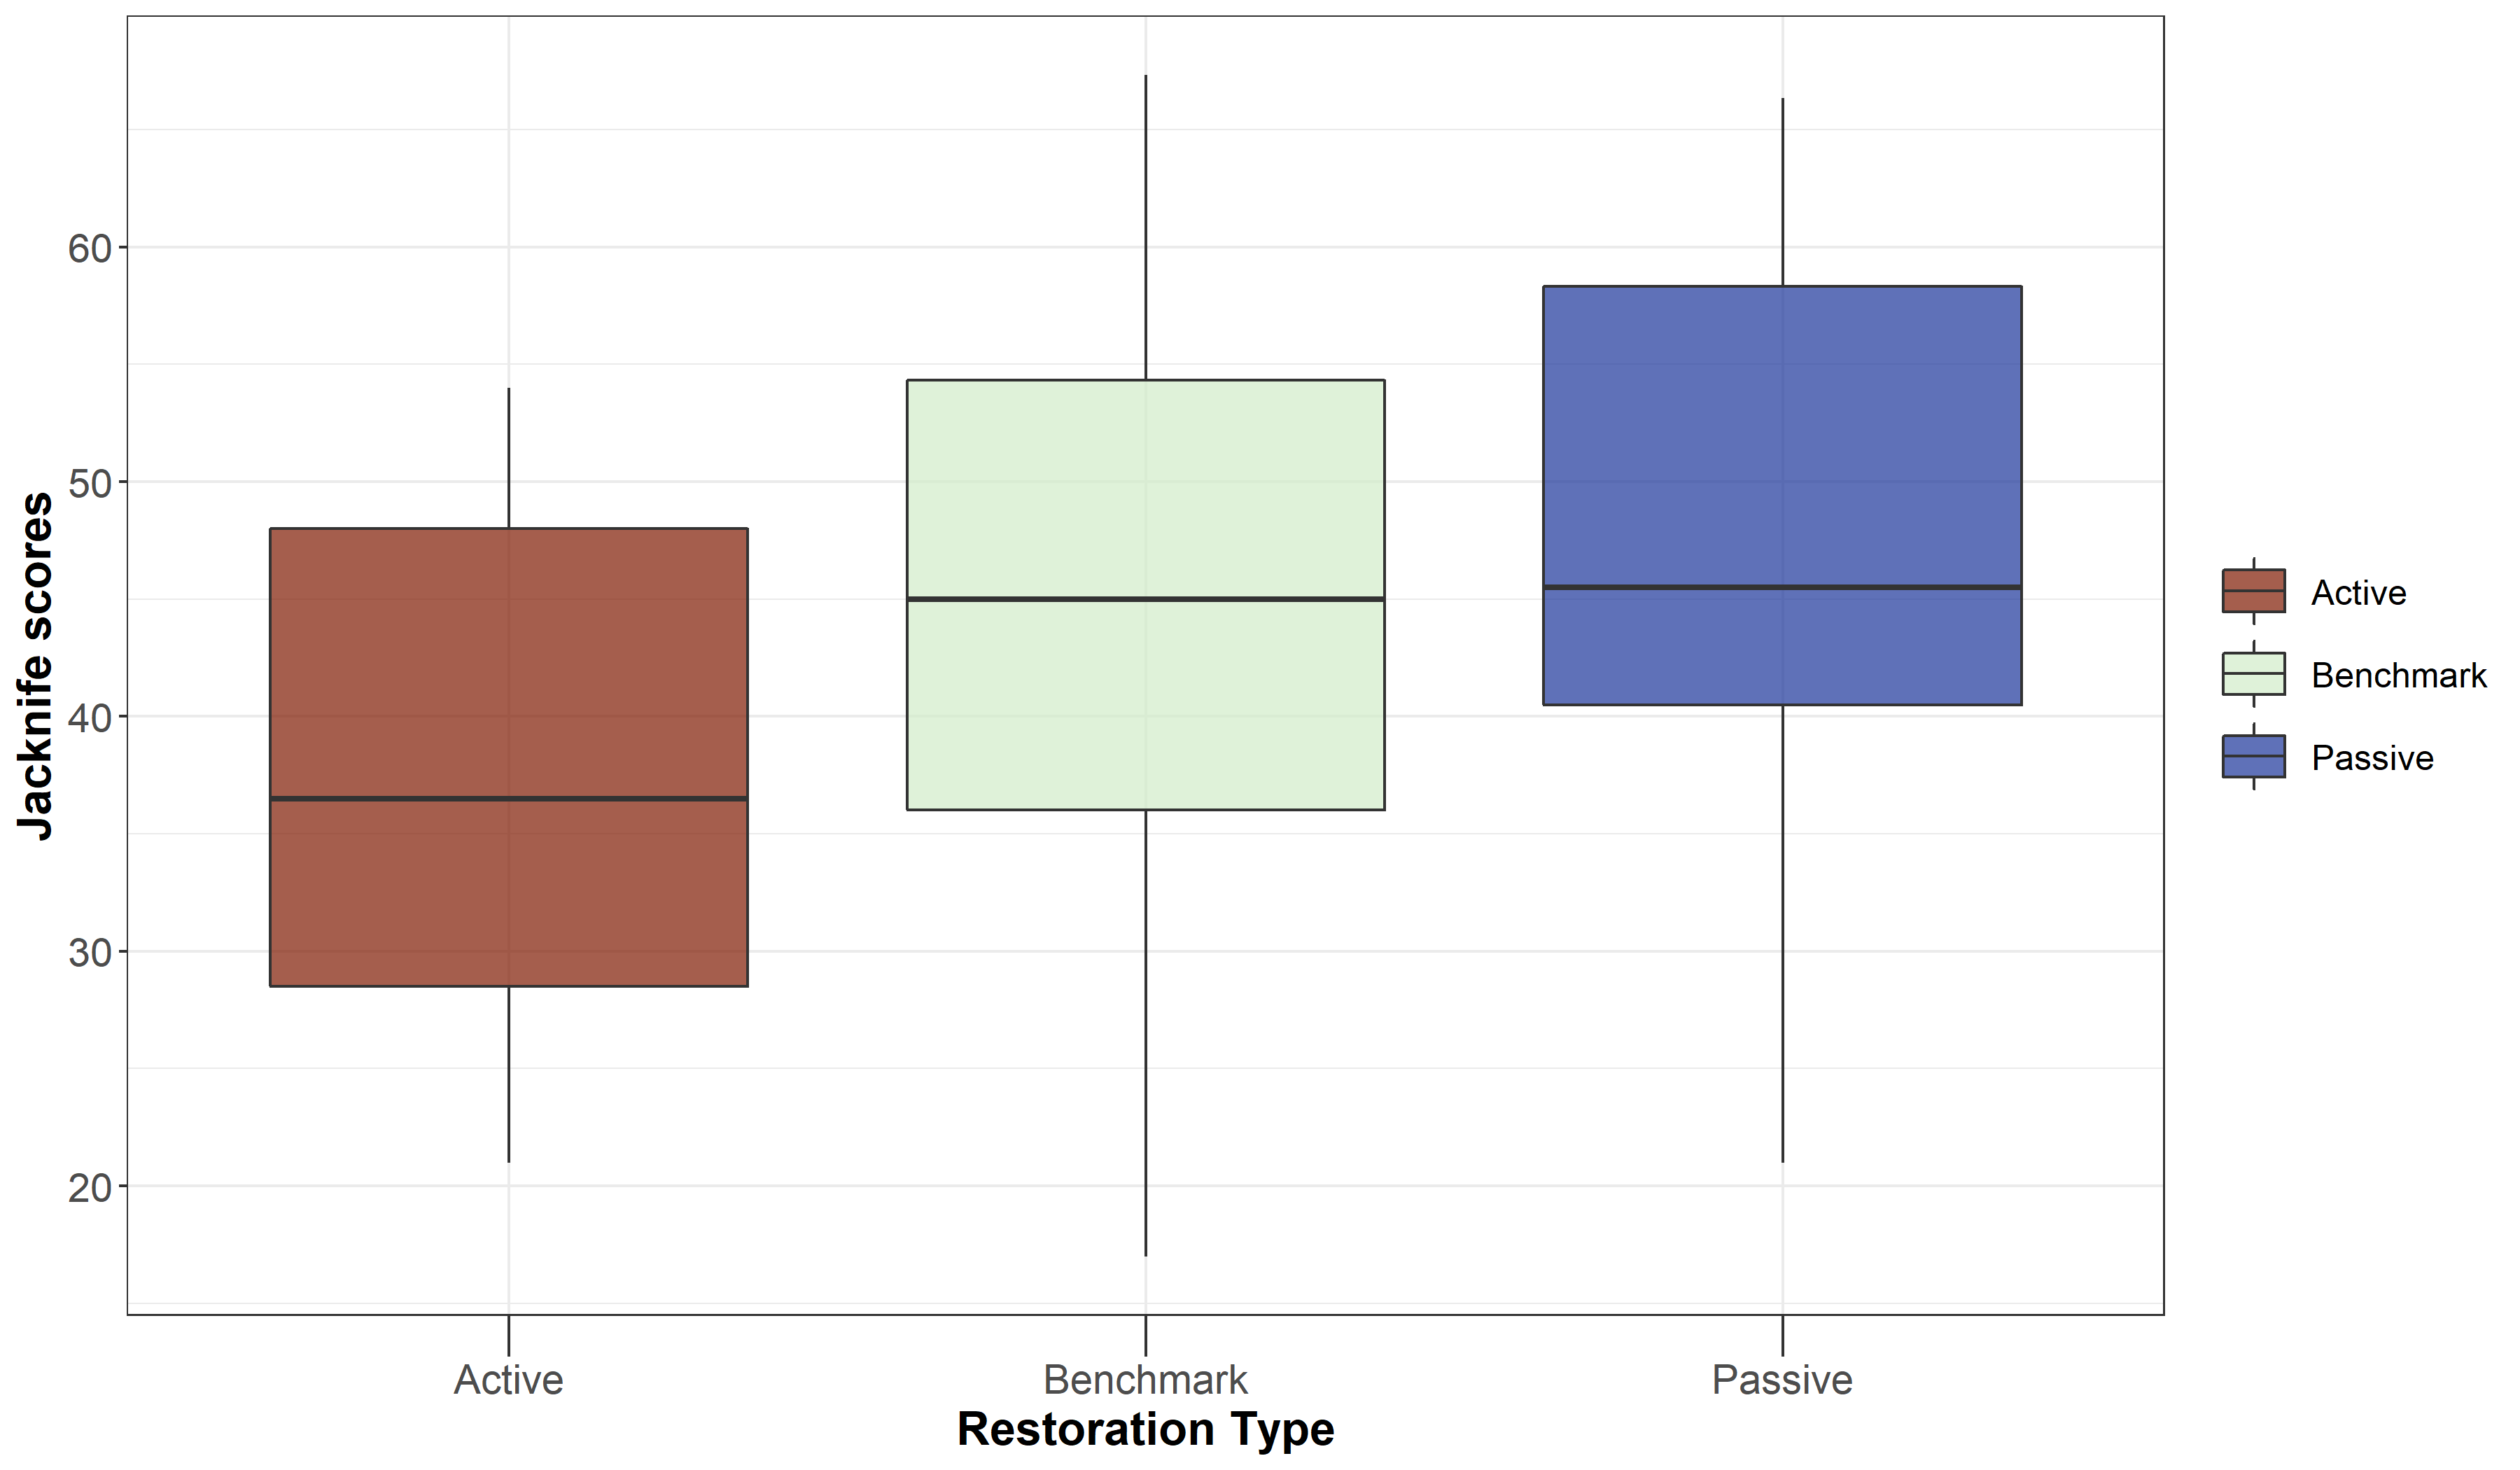 Jacknife scores
60
50
40
30
20
Active
Benchmark
Passive
Restoration Type
Active
Benchmark
Passive